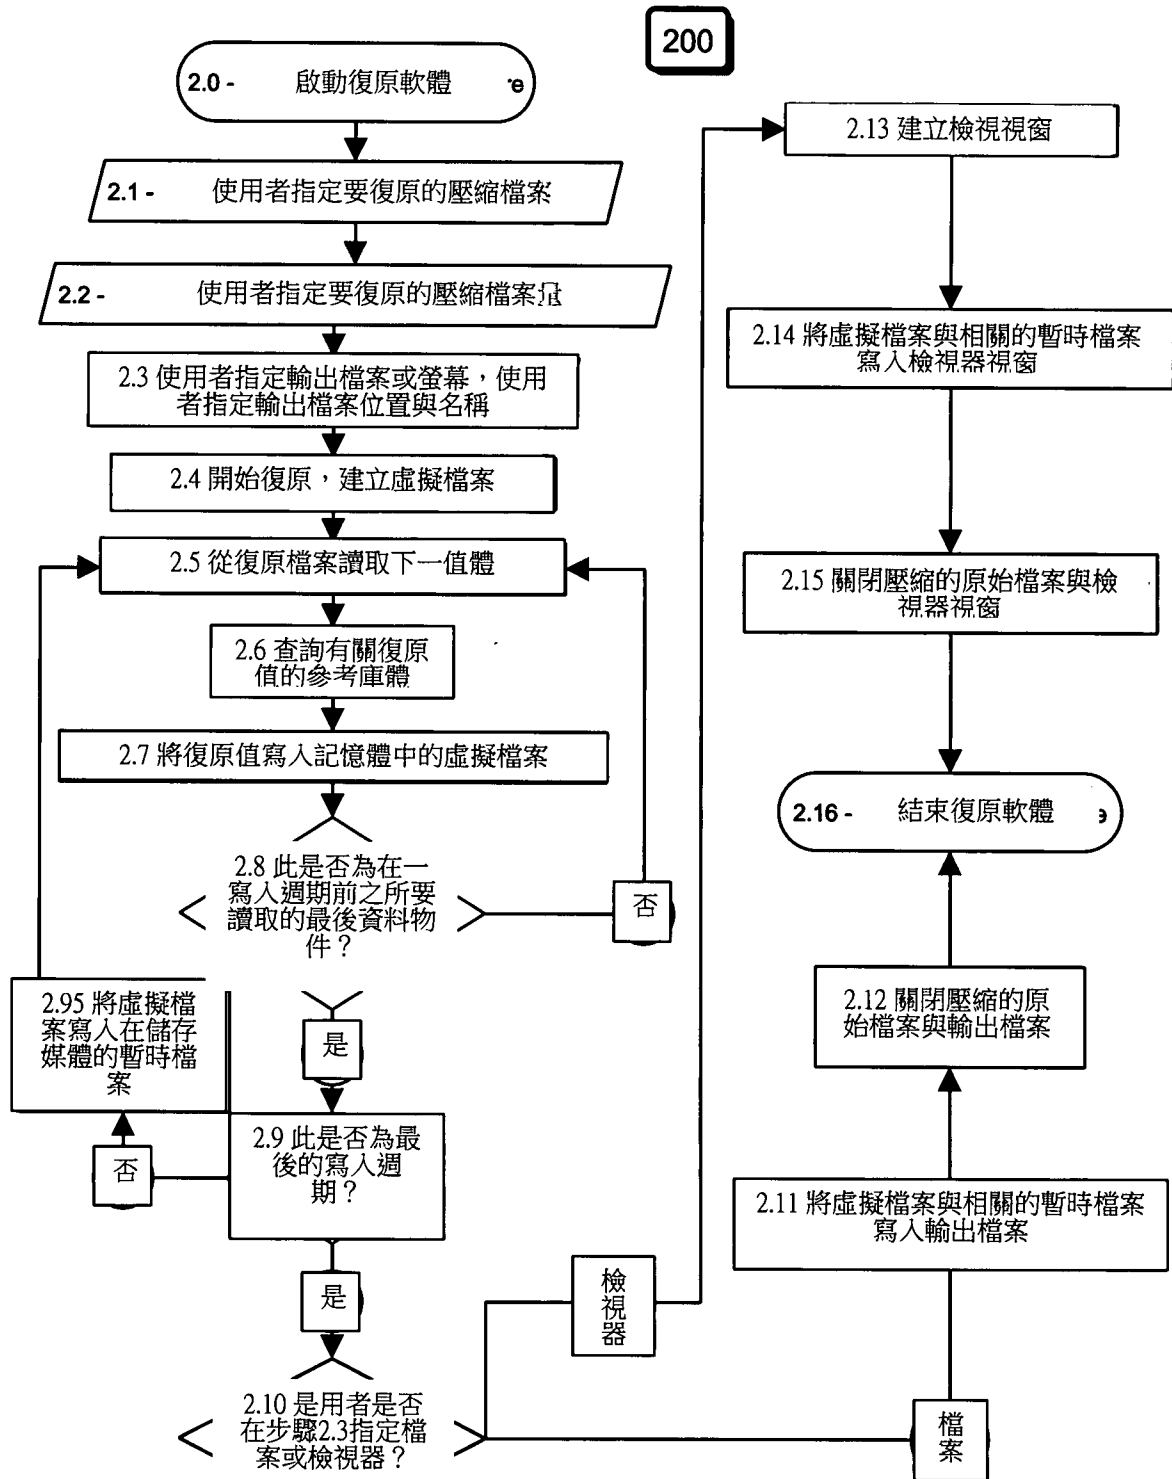 200
2.0 - 啟動復原軟體
2.1 - 使用者指定要復原的壓縮檔案
2.2 - 使用者指定要復原的壓縮檔案
2.3 使用者指定輸出檔案或螢幕，使
用者指定輸出檔案位置與名稱
2.4 開始復原，建立虛擬檔案
2.5 從復原檔案讀取下一值體
2.6 查詢有關復原
值的參考庫體
2.7 將復原值寫入記憶體中的虛擬檔案
2.8 此是否為在一
寫入週期前之所要
讀取的最後資料物
件？
否
是
2.95 將虛擬檔
案寫入在儲存
媒體的暫時檔
案
否
2.9 此是否為最
後的寫入週
期？
是
2.10 是用者是否
在步驟2.3指定檔
案或檢視器？
檢
視
器
檔
案
2.13 建立檢視視窗
2.14 將虛擬檔案與相關的暫時檔案
寫入檢視器視窗
2.15 關閉壓縮的原始檔案與檢
視器視窗
2.16 - 結束復原軟體
2.12 關閉壓縮的原
始檔案與輸出檔案
2.11 將虛擬檔案與相關的暫時檔案
寫入輸出檔案